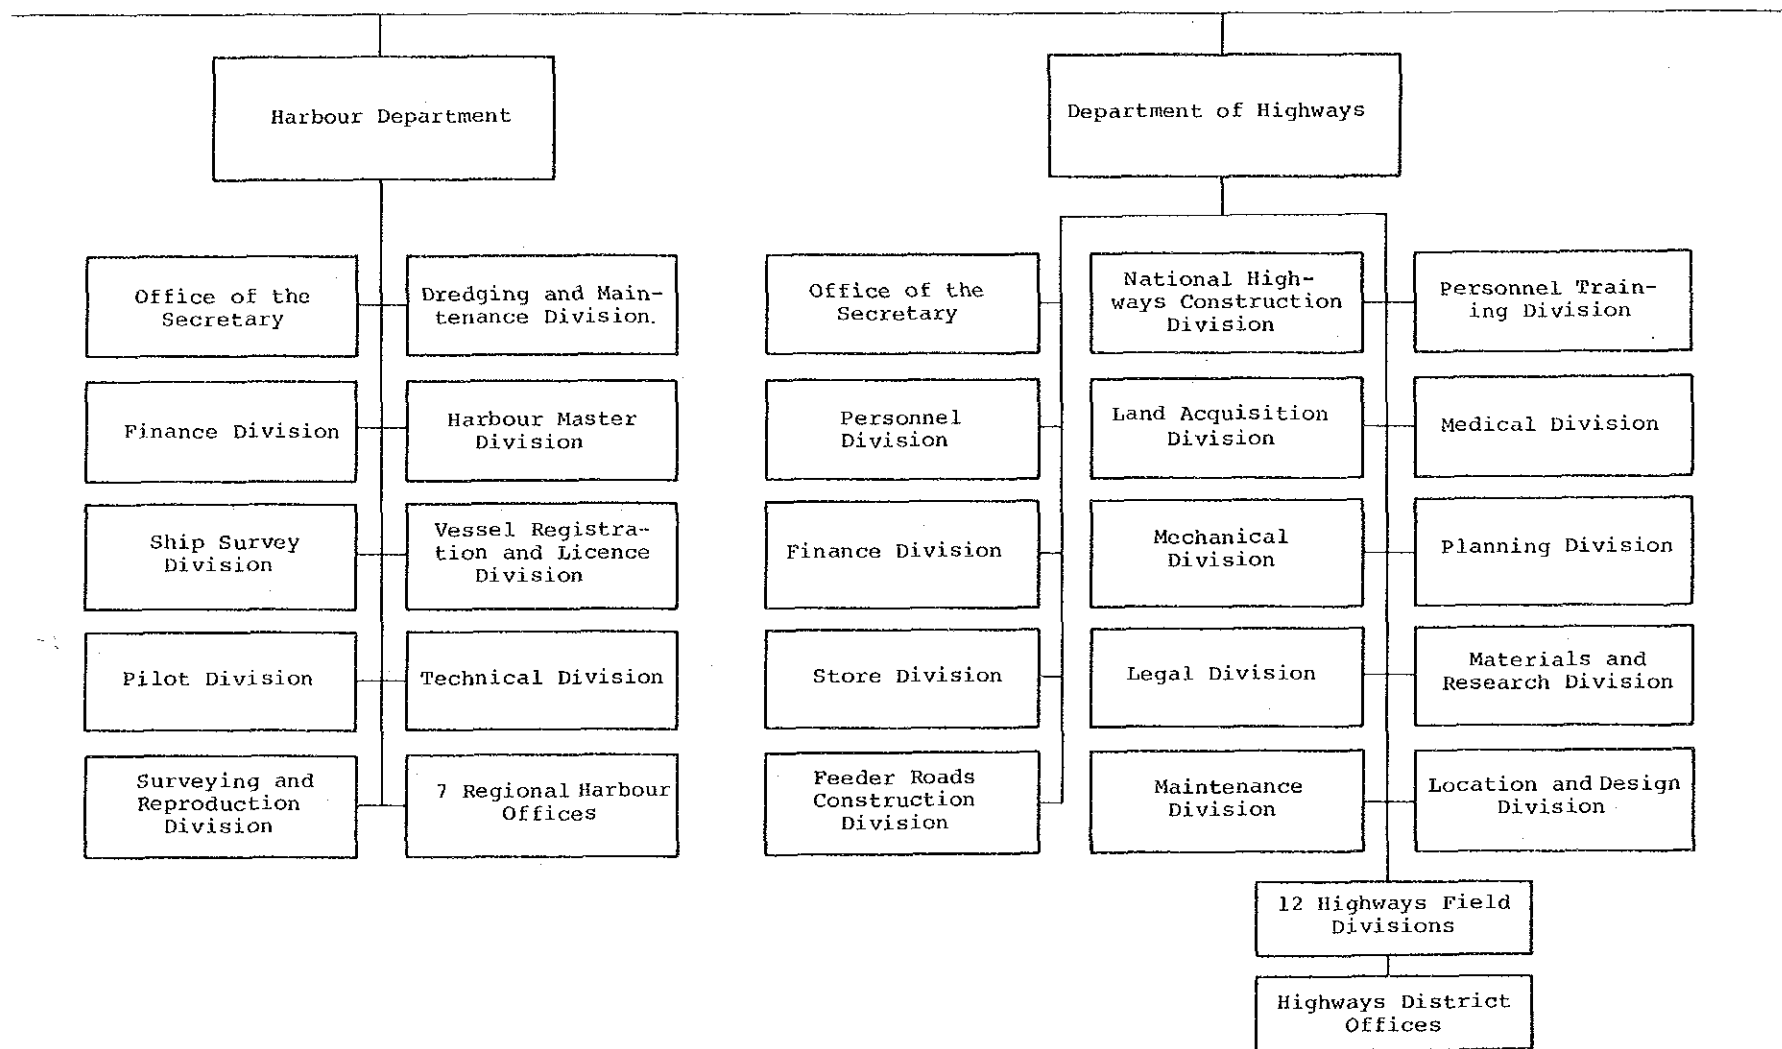 Harbour Department
Office of the
Secretary
Dredging and Main-
tenance Division.
Finance Division
Harbour Master
Division
Ship Survey
Division
Vessel Registra-
tion and Licence
Division
Pilot Division
Technical Division
Surveying and
Reproduction
Division
7 Regional Harbour
Offices
Department of Highways
Office of the
Secretary
National High-
ways Construction
Division
Personnel Train-
ing Division
Personnel
Division
Land Acquisition
Division
Medical Division
Finance Division
Mechanical
Division
Planning Division
Store Division
Legal Division
Materials and
Research Division
Feeder Roads
Construction
Division
Maintenance
Division
Location and Design
Division
12 Highways Field
Divisions
Highways District
Offices